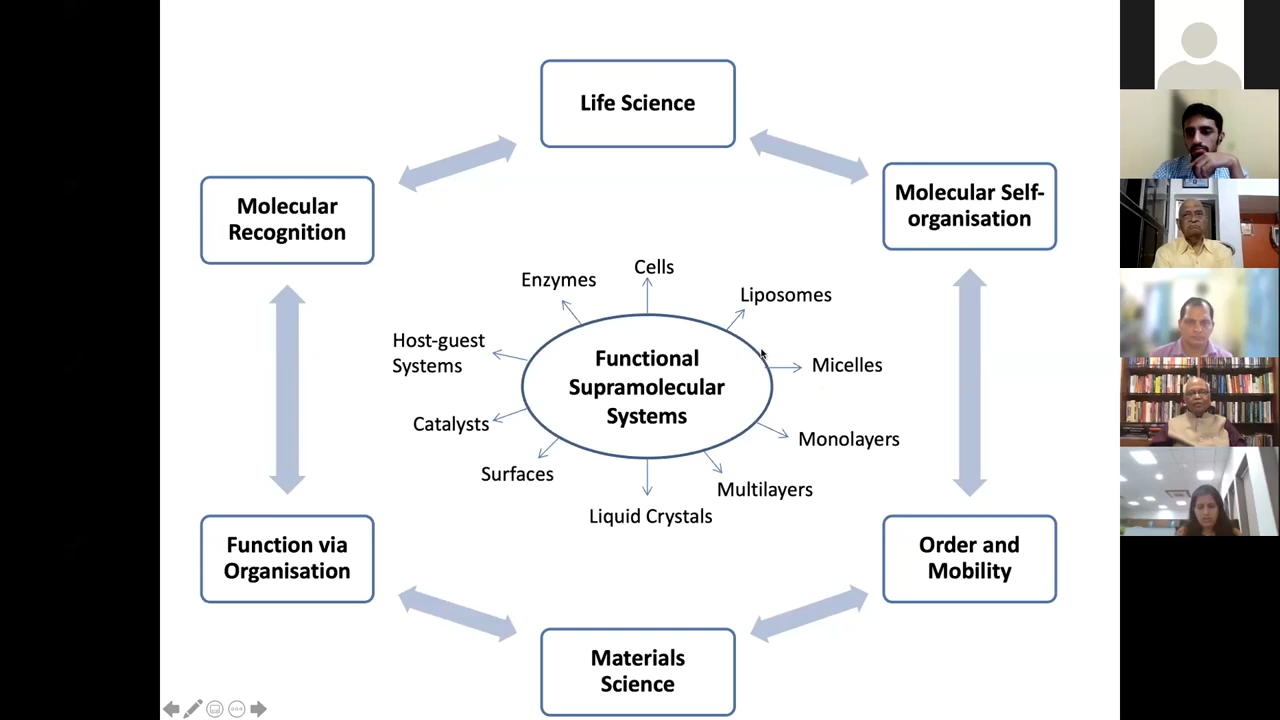 Life Science
Molecular
Recognition
Molecular Self-
organisation
Cells
Enzymes
Liposomes
Host-guest
Systems
Functional
Supramolecular
Systems
Micelles
Catalysts
Monolayers
Surfaces
Multilayers
Liquid Crystals
Function via
Organisation
Order and
Mobility
Materials
Science